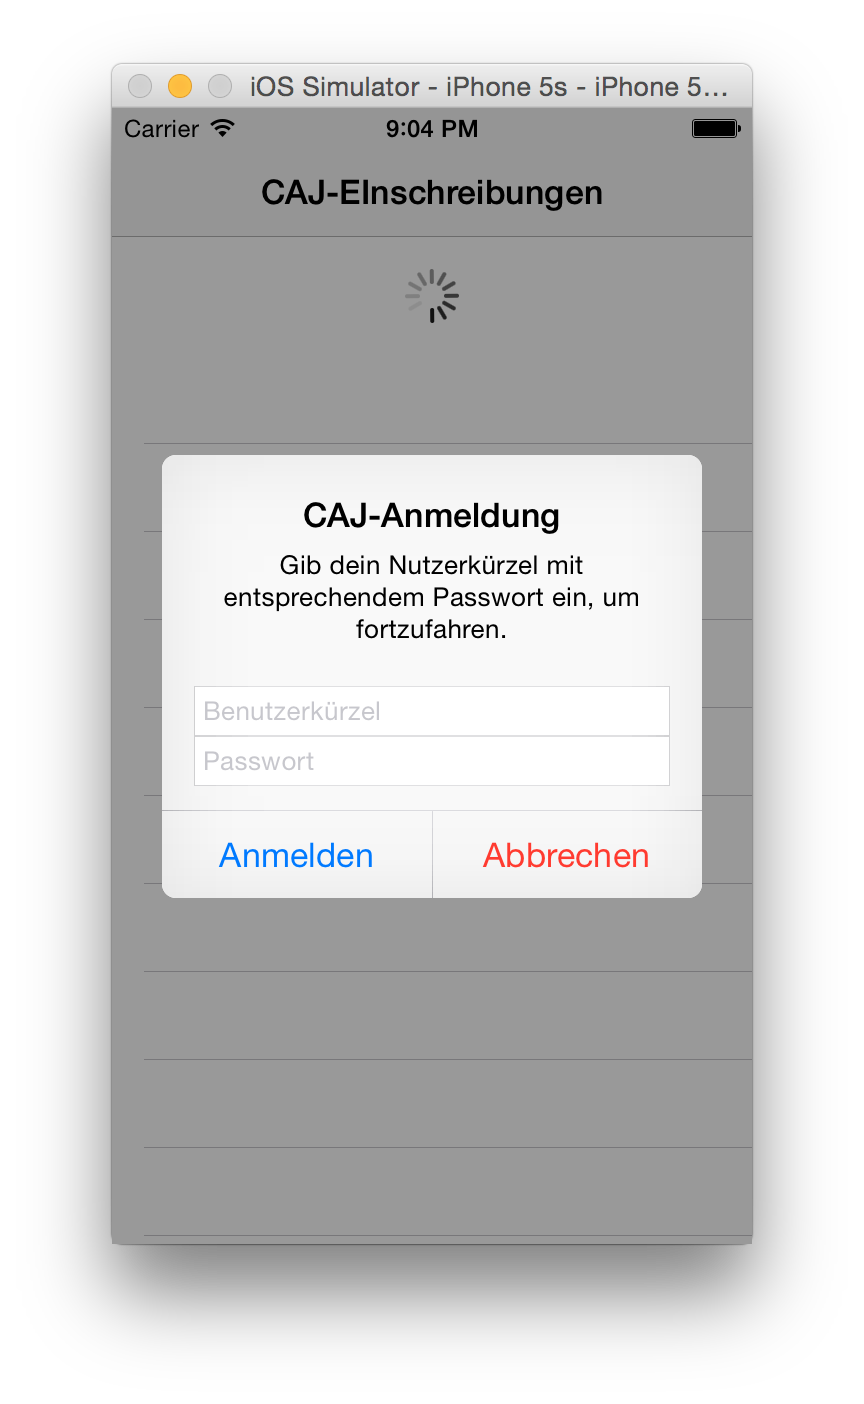 iOS Simulator - iPhone 5s - iPhone 5...
Carrier 9:04 PM
CAJ-EInschreibungen
CAJ-Anmeldung
Gib dein Nutzerkürzel mit
entsprechendem Passwort ein, um
fortzufahren.
Benutzerkürzel
Passwort
Anmelden Abbrechen